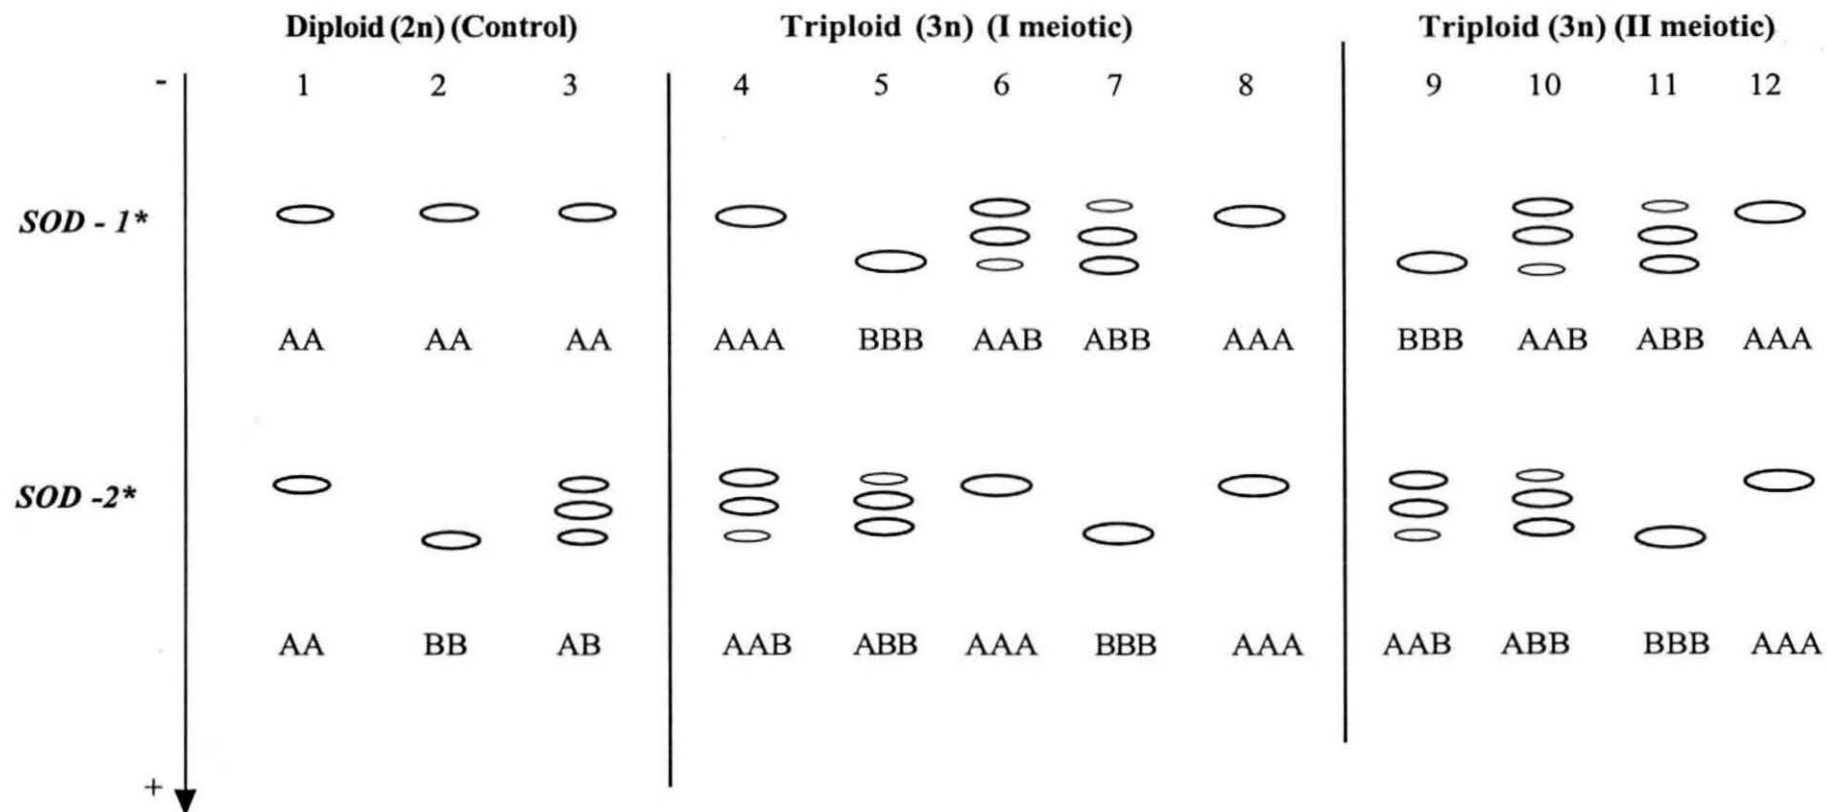 Diploid (2n) (Control) Triploid (3n) (I meiotic) Triploid (3n) (II meiotic)
- 1 2 3 4 5 6 7 8 9 10 11 12
SOD - 1*
AA AA AA AAA BBB AAB ABB AAA BBB AAB ABB AAA
SOD -2*
AA BB AB AAB ABB AAA BBB AAA AAB ABB BBB AAA
+